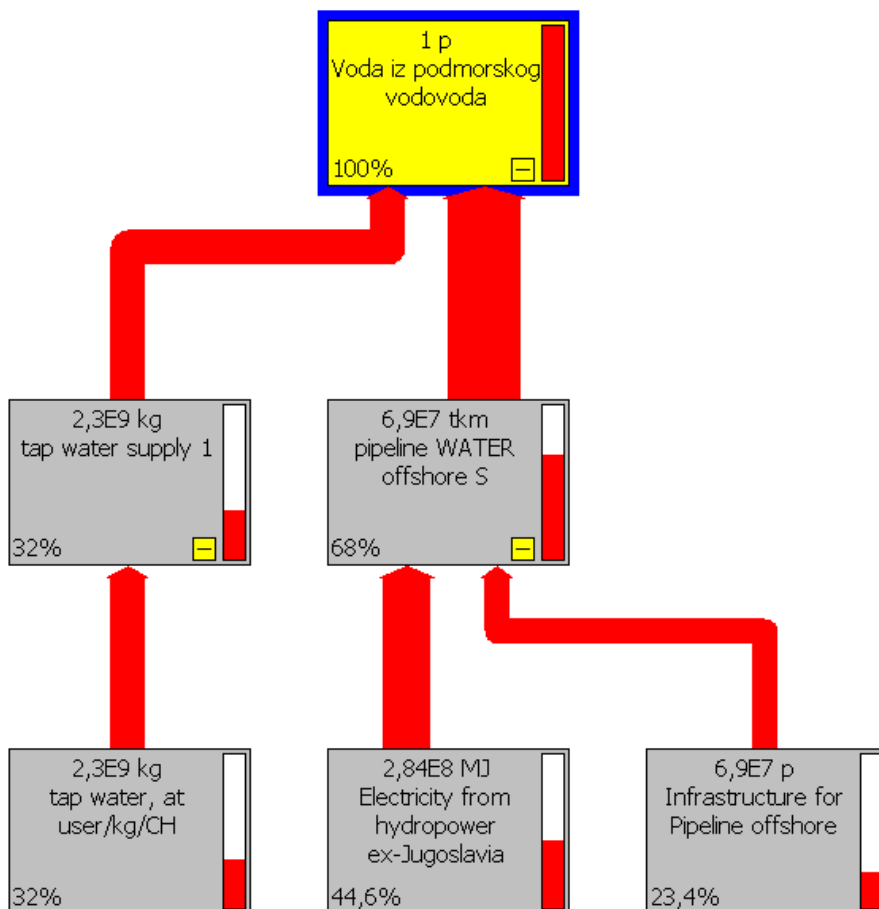 1 p
Voda iz podmorskog
vodovoda
100%
2,3E9 kg
tap water supply 1
32%
6,9E7 tkm
pipeline WATER
offshore S
68%
2,3E9 kg
tap water, at
user/kg/CH
32%
2,84E8 MJ
Electricity from
hydropower
ex-Jugoslavia
44,6%
6,9E7 p
Infrastructure for
Pipeline offshore
23,4%